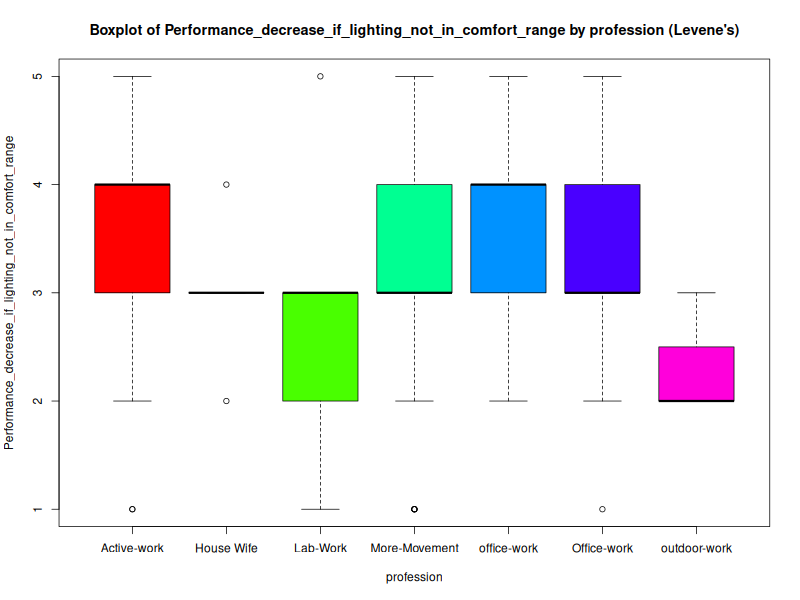 Boxplot of Performance_decrease_if_lighting_not_in_comfort_range by profession (Levene's)
Performance_decrease_if_lighting_not_in_comfort_range
5
4
3
2
1
Active-work House Wife Lab-Work More-Movement office-work Office-work outdoor-work
profession